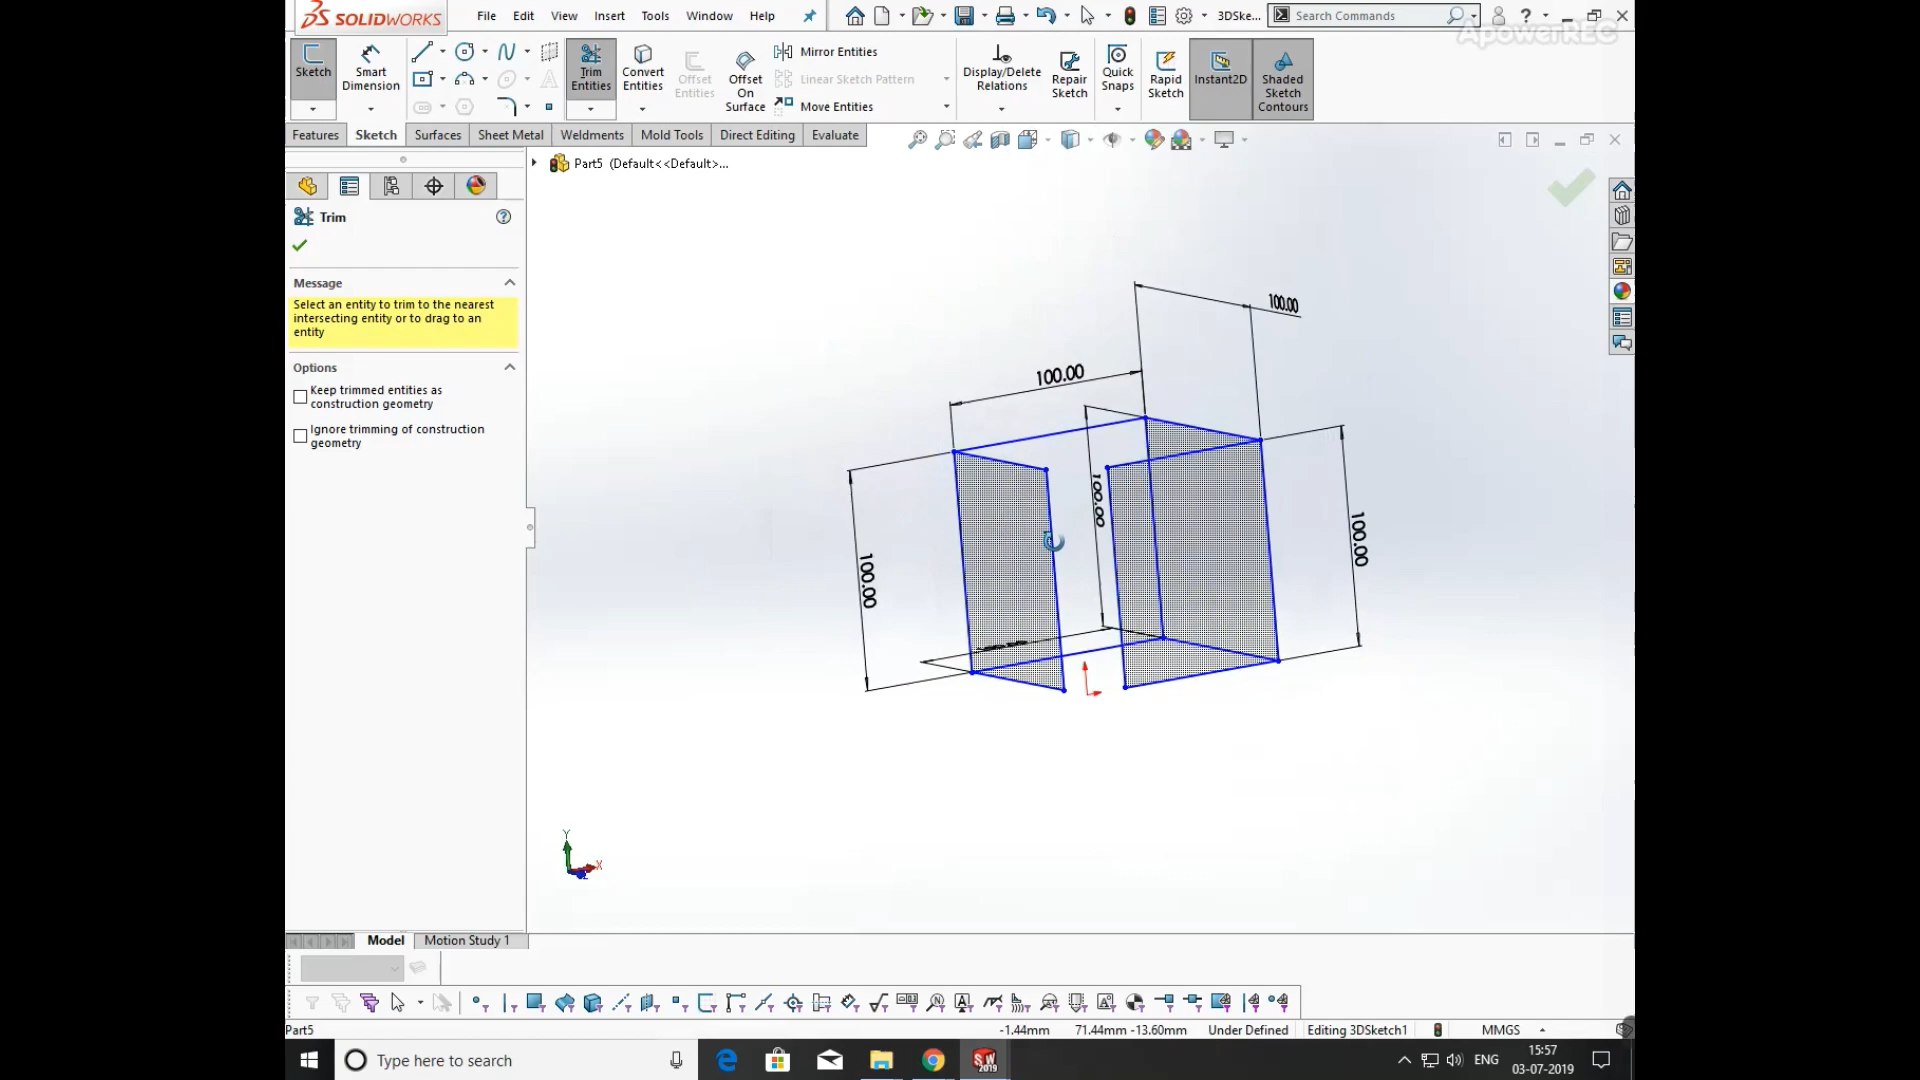 SOLIDWORKS
File Edit View Insert Tools Window Help
3DSke...
Search Commands
ApowerREC
Sketch
Smart
Dimension
Trim
Entities
Convert
Entities
Offset
Entities
Offset
On
Surface
Mirror Entities
Linear Sketch Pattern
Move Entities
Display/Delete
Relations
Repair
Sketch
Quick
Snaps
Rapid
Sketch
Instant2D
Shaded
Sketch
Contours
Features Sketch Surfaces Sheet Metal Weldments Mold Tools Direct Editing Evaluate
Part5 (Default<<Default>...
Trim
Message
Select an entity to trim to the nearest
intersecting entity or to drag to an
entity
Options
Keep trimmed entities as
construction geometry
Ignore trimming of construction
geometry
100.00
100.00
100.00
100.00
100.00
Y
X
Model Motion Study 1
Part5
-1.44mm 71.44mm -13.60mm Under Defined Editing 3DSketch1 MMGS
Type here to search
SW
2019
ENG
15:57
03-07-2019